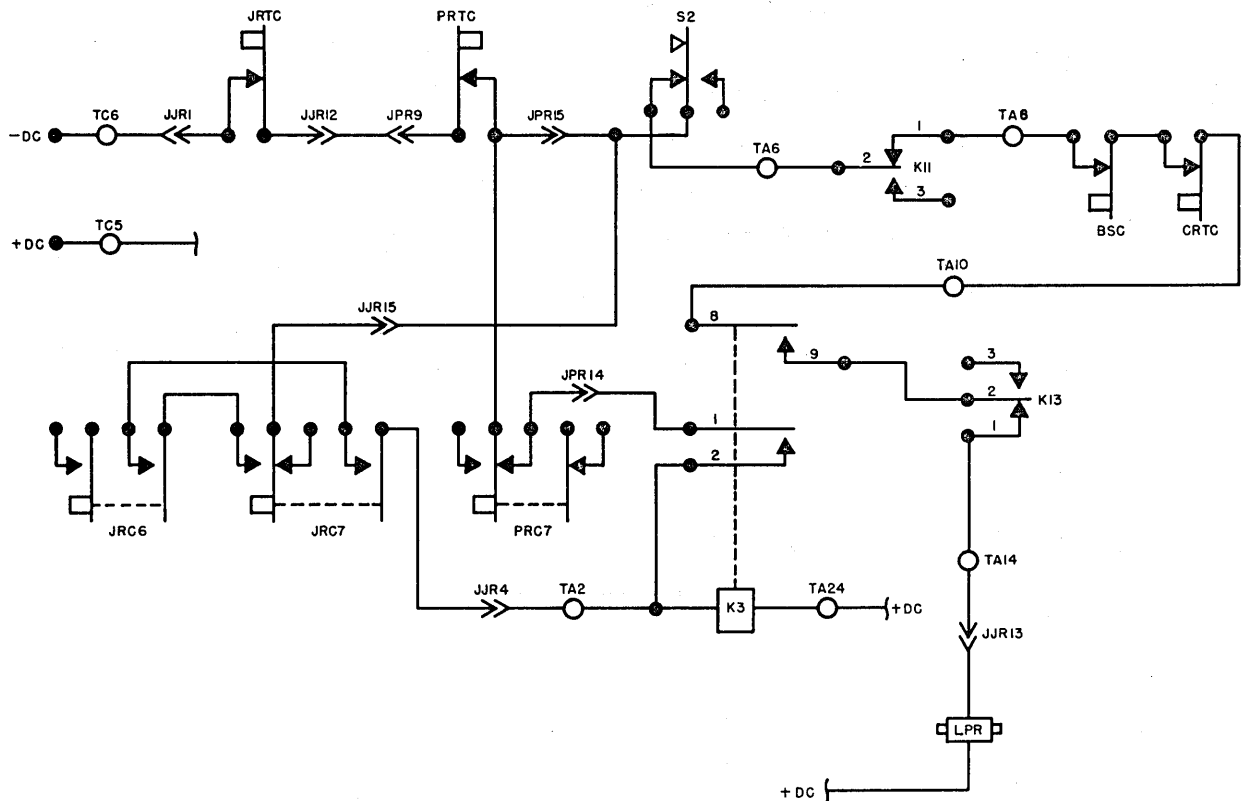 JRTC
PRTC
S2
-DC
TC6
JJR1
JJR12
JPR9
JPR15
TA6
2
1
K11
3
TA8
BSC
CRTC
+DC
TC5
TA10
JJR15
8
9
3
2
K13
1
JPR14
1
2
JRC6
JRC7
PRC7
JJR4
TA2
K3
TA24
+DC
TA14
JJR13
LPR
+DC